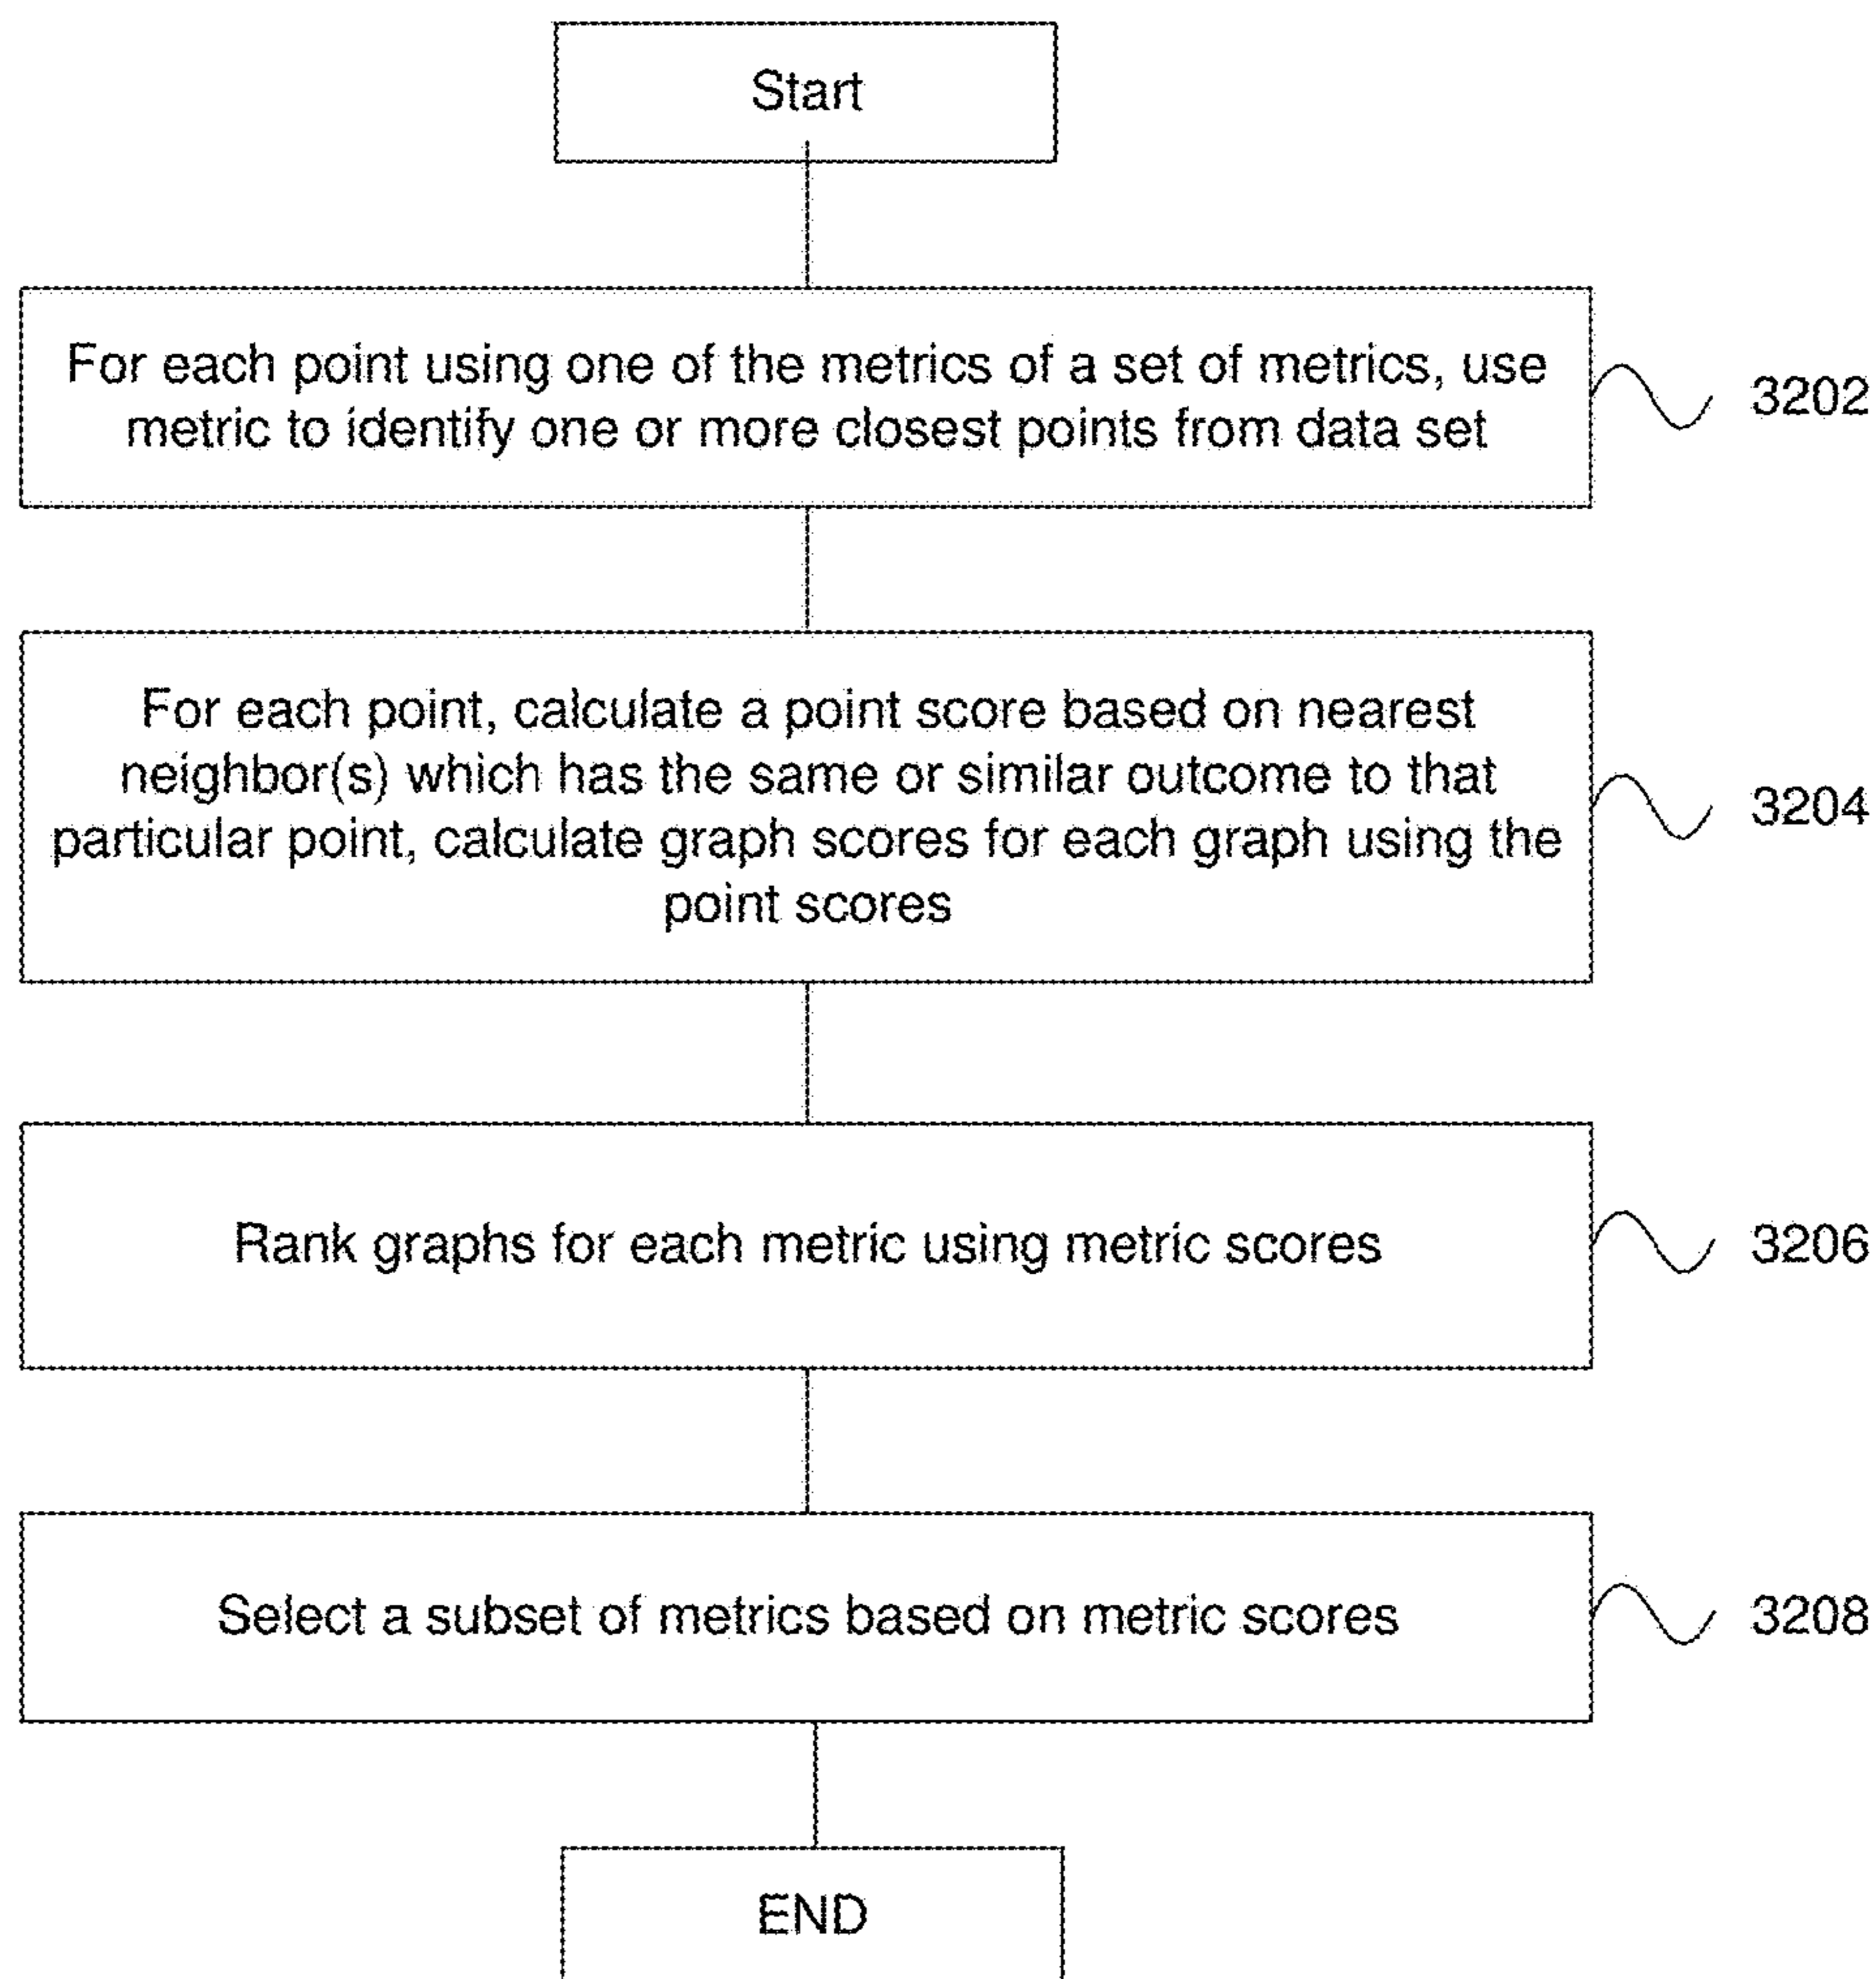 Start
For each point using one of the metrics of a set of metrics, use
metric to identify one or more closest points from data set
3202
For each point, calculate a point score based on nearest
neighbor(s) which has the same or similar outcome to that
particular point, calculate graph scores for each graph using the
point scores
3204
Rank graphs for each metric using metric scores
3206
Select a subset of metrics based on metric scores
3208
END